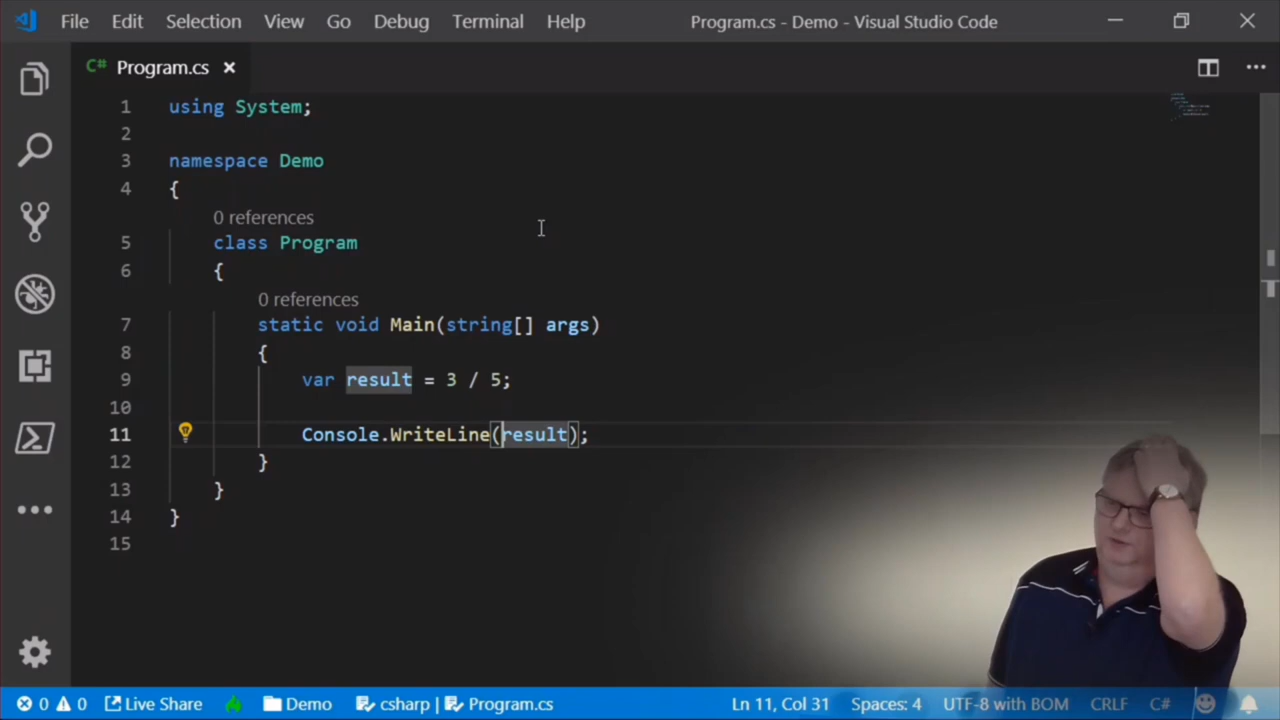 File Edit Selection View Go Debug Terminal Help Program.cs - Demo - Visual Studio Code
C# Program.cs
1 using System;
2
3 namespace Demo
4 {
0 references
5 class Program
6 {
0 references
7 static void Main(string[] args)
8 {
9 var result = 3 / 5;
10
11 Console.WriteLine(result);
12 }
13 }
14 }
15
0 0 Live Share Demo csharp | Program.cs Ln 11, Col 31 Spaces: 4 UTF-8 with BOM CRLF C#